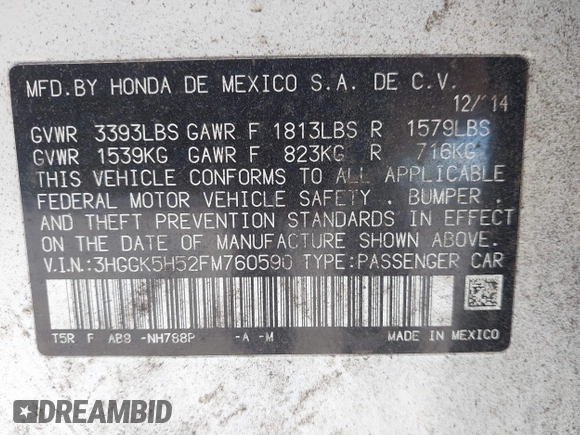 MFD.BY HONDA DE MEXICO S.A. DE C.V.
12/14
GVWR 3393LBS GAWR F 1813LBS R 1579LBS
GVWR 1539KG GAWR F 823KG R 716KG
THIS VEHICLE CONFORMS TO ALL APPLICABLE
FEDERAL MOTOR VEHICLE SAFETY , BUMPER ,
AND THEFT PREVENTION STANDARDS IN EFFECT
ON THE DATE OF MANUFACTURE SHOWN ABOVE.
V.I.N.:3HGGK5H52FM760590 TYPE:PASSENGER CAR
T5R F AB9 -NH788P -A -M MADE IN MEXICO
DREAMBID